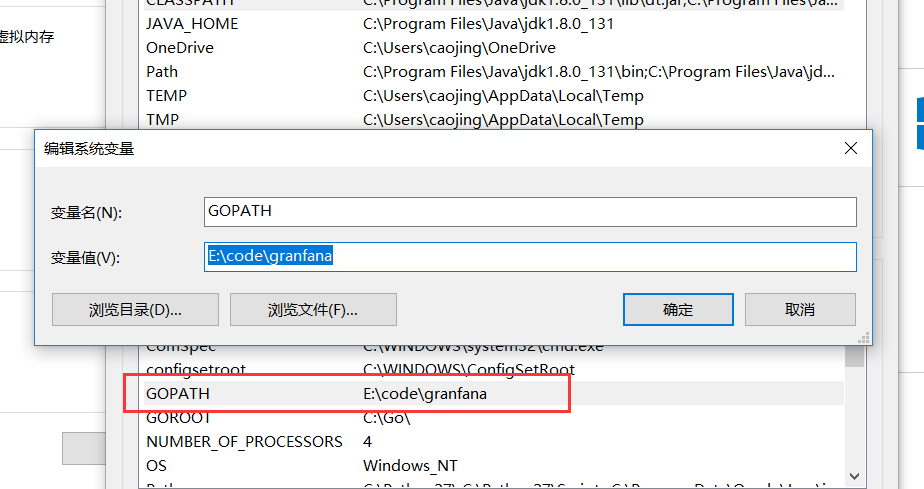 CLASSPATH C:\Program Files\Java\jdk1.8.0_131\lib\dt.jar;C:\Program Files\Java\ja...
虚拟内存
JAVA_HOME C:\Program Files\Java\jdk1.8.0_131
OneDrive C:\Users\caojing\OneDrive
Path C:\Program Files\Java\jdk1.8.0_131\bin;C:\Program Files\Java\jd...
TEMP C:\Users\caojing\AppData\Local\Temp
TMP C:\Users\caojing\AppData\Local\Temp
编辑系统变量
变量名(N): GOPATH
变量值(V): E:\code\granfana
浏览目录(D)... 浏览文件(F)... 确定 取消
ComSpec C:\WINDOWS\system32\cmd.exe
configsetroot C:\WINDOWS\ConfigSetRoot
GOPATH E:\code\granfana
GOROOT C:\Go\
NUMBER_OF_PROCESSORS 4
OS Windows_NT